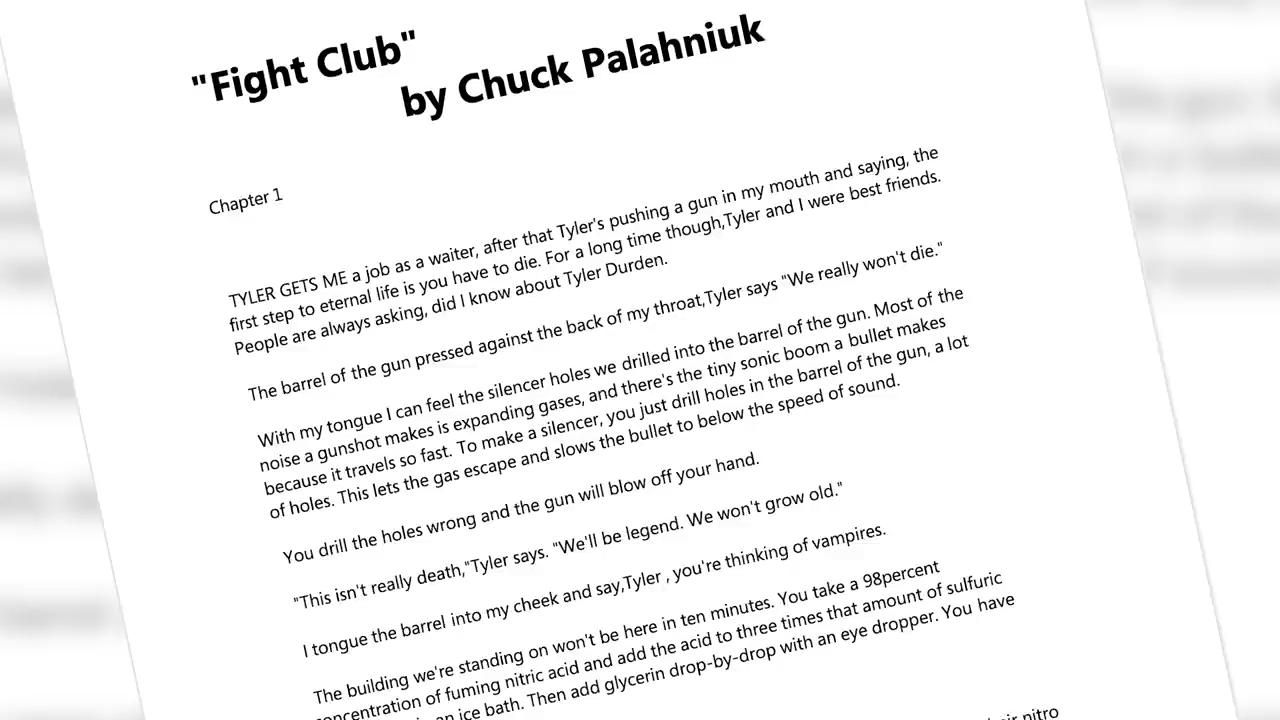 "Fight Club"
by Chuck Palahniuk
Chapter 1
TYLER GETS ME a job as a waiter, after that Tyler's pushing a gun in my mouth and saying, the
first step to eternal life is you have to die. For a long time though,Tyler and I were best friends.
People are always asking, did I know about Tyler Durden.
The barrel of the gun pressed against the back of my throat,Tyler says "We really won't die."
With my tongue I can feel the silencer holes we drilled into the barrel of the gun. Most of the
noise a gunshot makes is expanding gases, and there's the tiny sonic boom a bullet makes
because it travels so fast. To make a silencer, you just drill holes in the barrel of the gun, a lot
of holes. This lets the gas escape and slows the bullet to below the speed of sound.
You drill the holes wrong and the gun will blow off your hand.
"This isn't really death,"Tyler says. "We'll be legend. We won't grow old."
I tongue the barrel into my cheek and say,Tyler , you're thinking of vampires.
The building we're standing on won't be here in ten minutes. You take a 98percent
concentration of fuming nitric acid and add the acid to three times that amount of sulfuric
an ice bath. Then add glycerin drop-by-drop with an eye dropper. You have
nitro